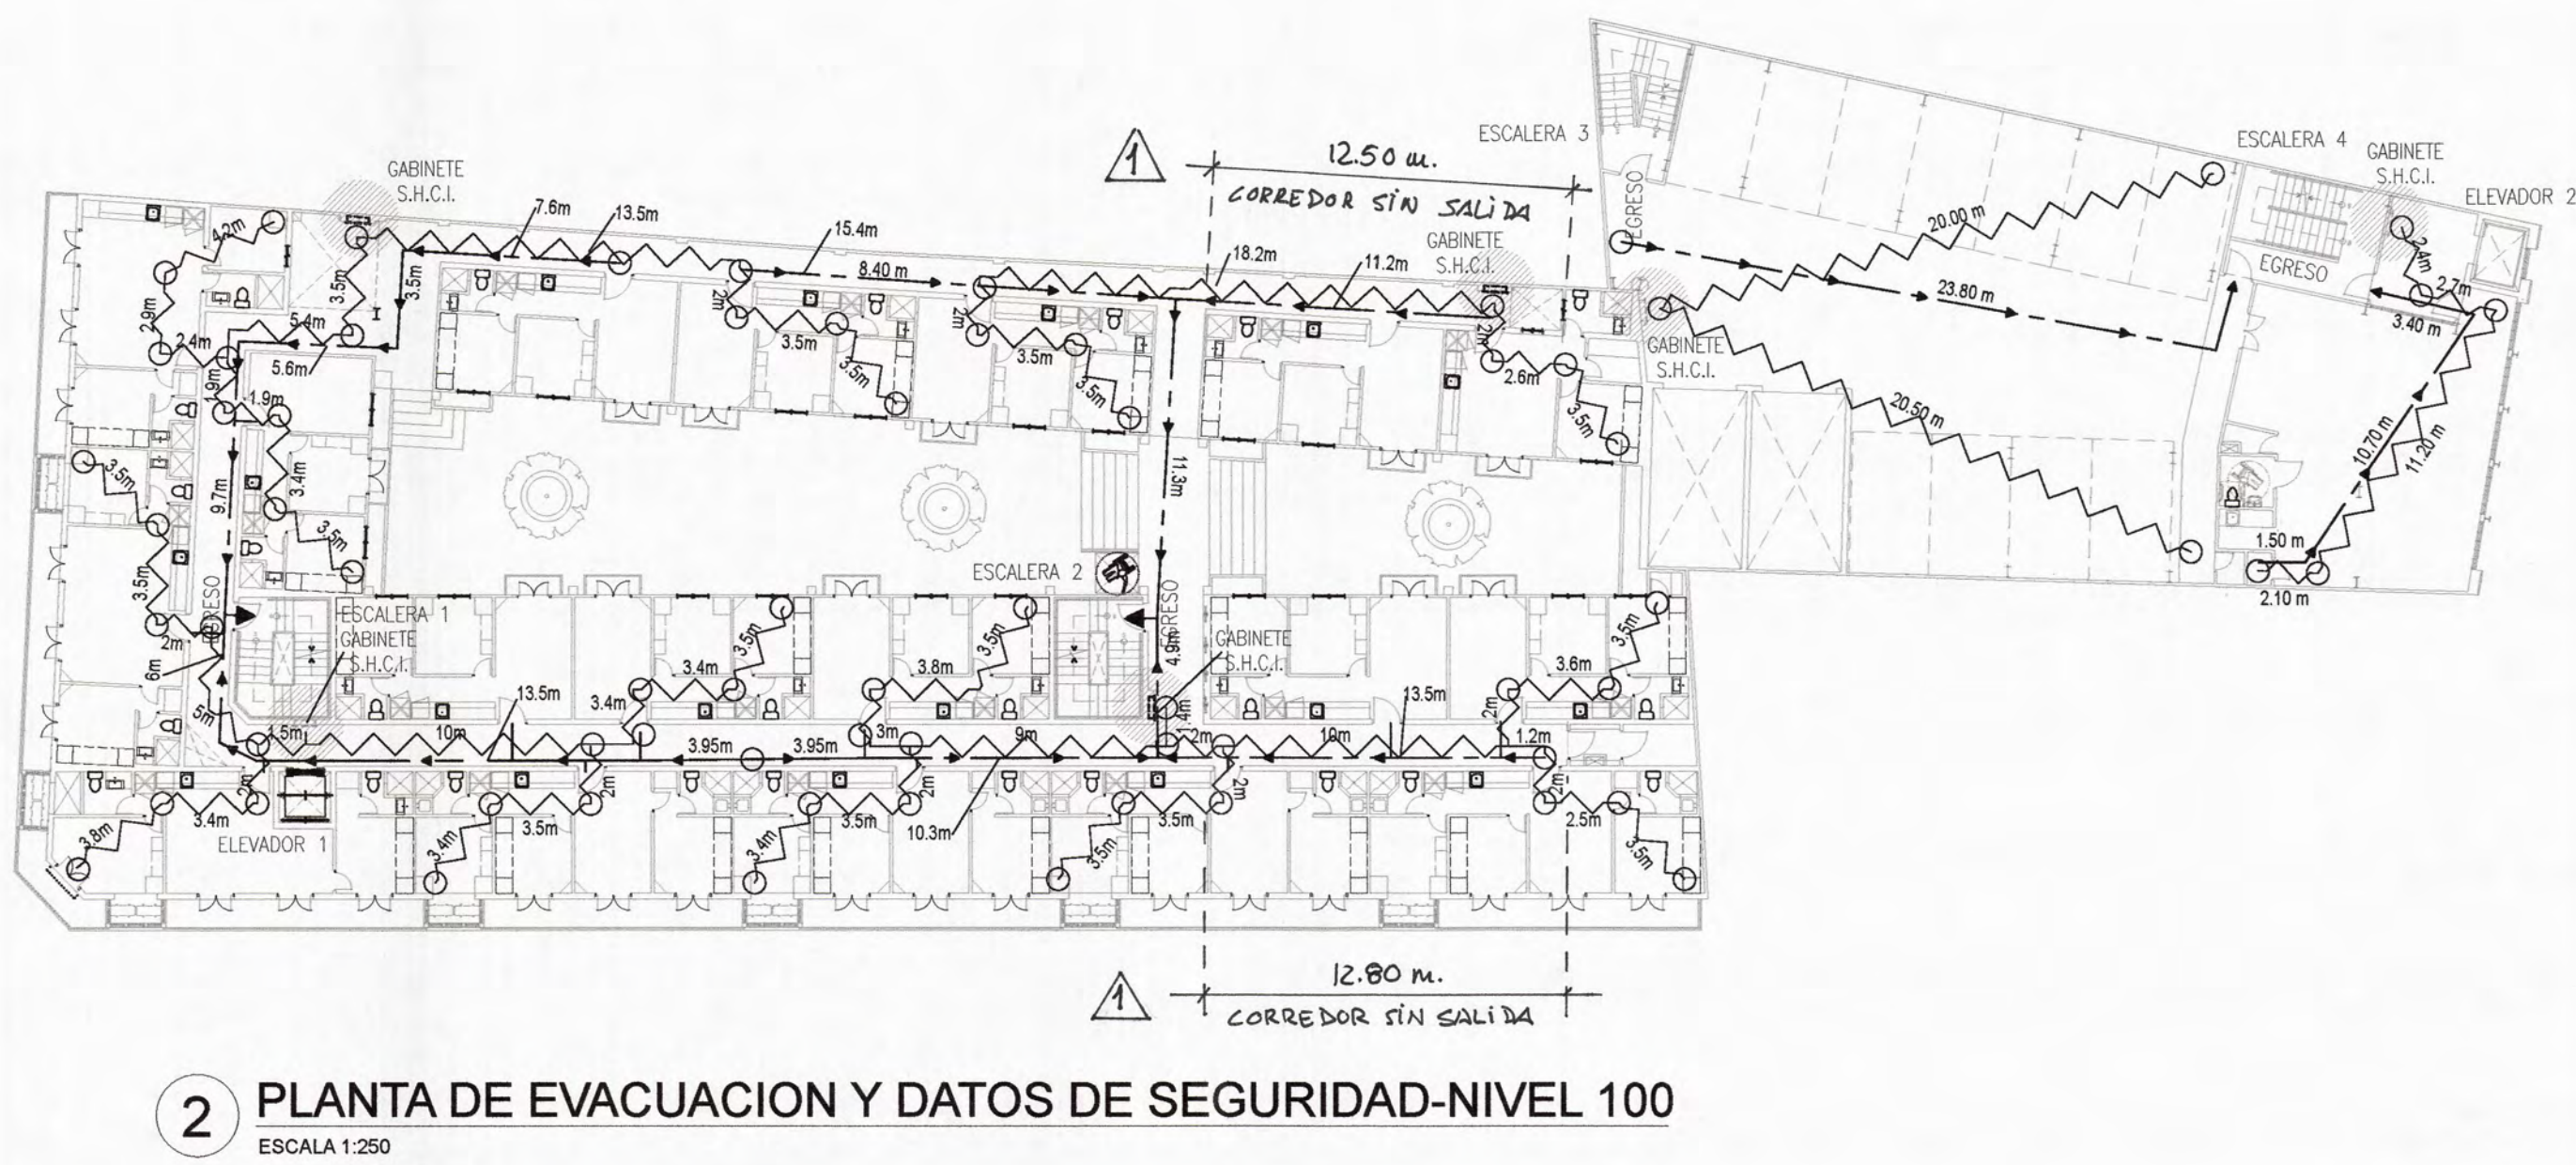 1
12.50 m.
CORREDOR SIN SALIDA
ESCALERA 3
ESCALERA 4
GABINETE
S.H.C.I.
ELEVADOR 2
EGRESO
EGRESO
20.00 m
23.80 m
2.4m
2.7m
3.40 m
GABINETE
S.H.C.I.
20.50 m
10.70 m
11.20 m
1.50 m
2.10 m
GABINETE
S.H.C.I.
4.2m
7.6m
13.5m
15.4m
8.40 m
18.2m
11.2m
GABINETE
S.H.C.I.
3.5m
3.5m
2.9m
2.4m
5.4m
5.6m
1.9m
1.9m
2m
3.5m
3.5m
2m
3.5m
3.5m
2m
2.6m
3.5m
3.5m
9.7m
3.4m
3.5m
11.3m
3.5m
2m
6m
5m
EGRESO
ESCALERA 1
GABINETE
S.H.C.I.
ESCALERA 2
EGRESO
4.9m
GABINETE
S.H.C.I.
3.4m
3.4m
3.5m
3.8m
3.5m
3.6m
3.5m
2m
13.5m
13.5m
1.5m
10m
3.95m
3.95m
3m
9m
1.4m
2m
10m
1.2m
2m
3.4m
3.8m
ELEVADOR 1
2m
3.5m
3.4m
2m
3.5m
3.4m
10.3m
2m
3.5m
3.5m
2m
2.5m
3.5m
1
12.80 m.
CORREDOR SIN SALIDA
2
PLANTA DE EVACUACION Y DATOS DE SEGURIDAD-NIVEL 100
ESCALA 1:250